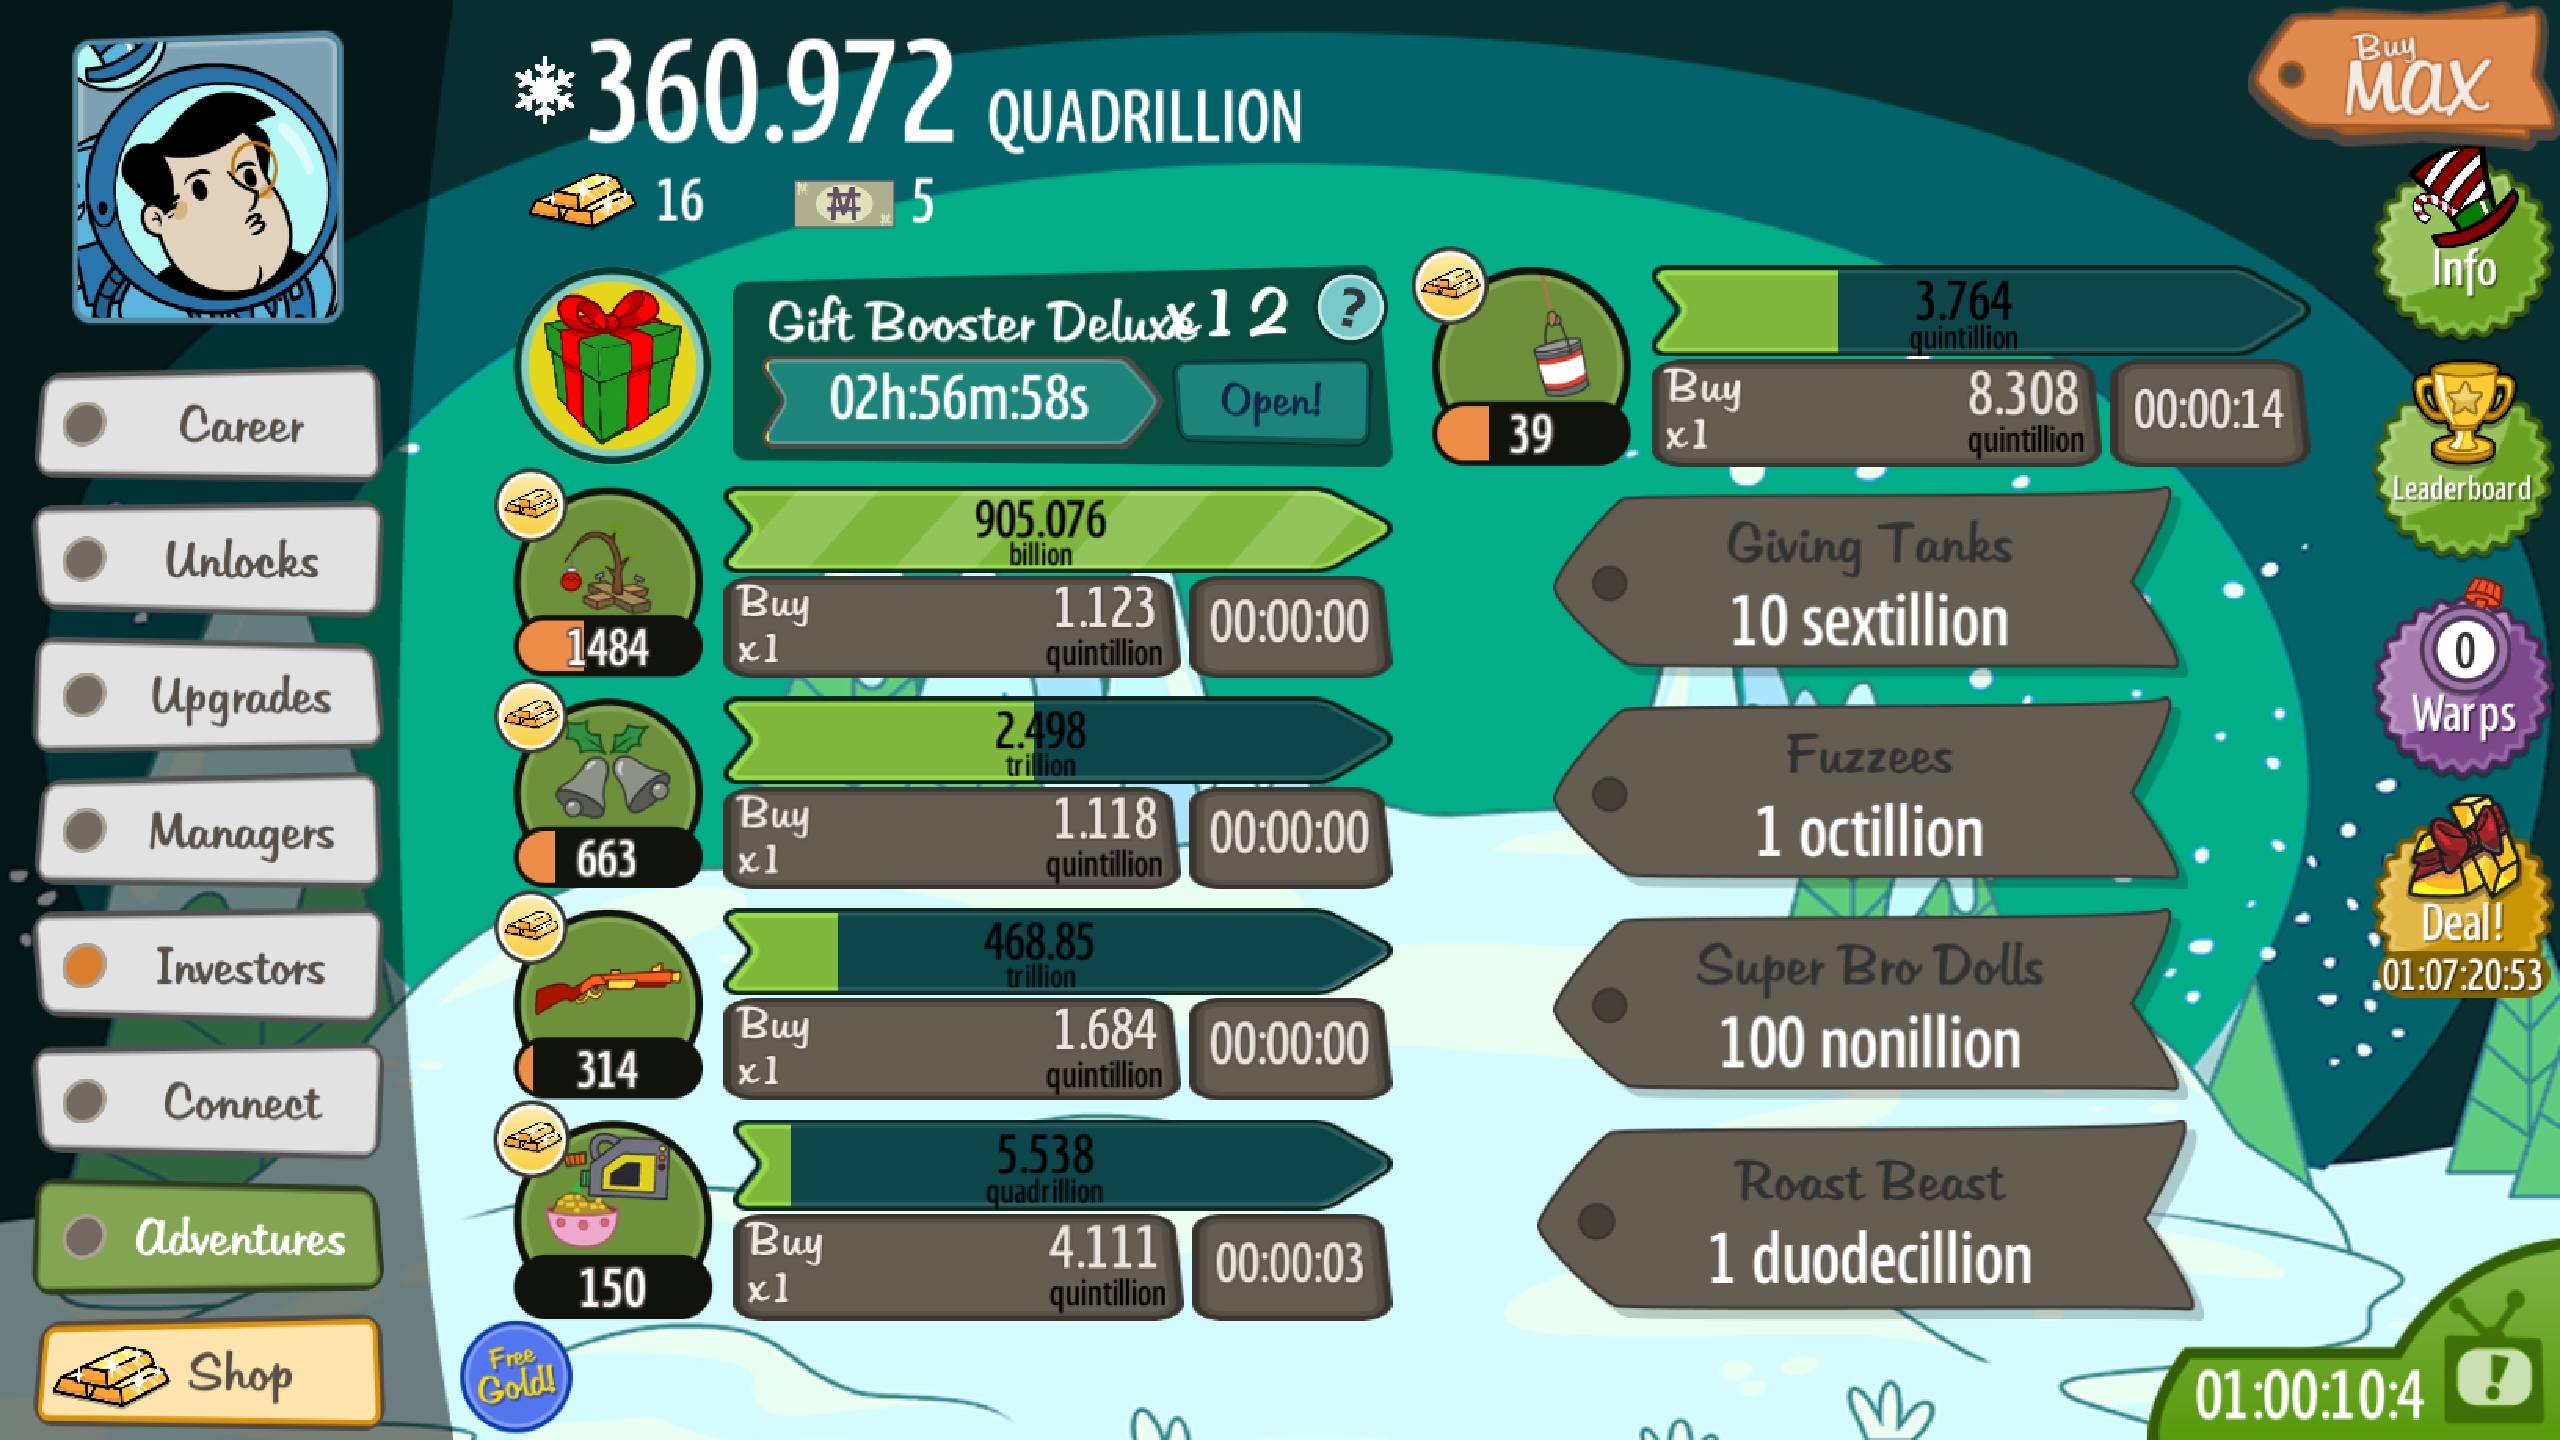 360.972 QUADRILLION
16
5
Buy
MAX
Career
Unlocks
Upgrades
Managers
Investors
Connect
Adventures
Shop
Gift Booster Deluxe
x12
?
02h:56m:58s
Open!
905.076
billion
1484
Buy
x1
1.123
quintillion
00:00:00
2.498
trillion
663
Buy
x1
1.118
quintillion
00:00:00
468.85
trillion
314
Buy
x1
1.684
quintillion
00:00:00
5.538
quadrillion
150
Buy
x1
4.111
quintillion
00:00:03
Free
Gold!
3.764
quintillion
39
Buy
x1
8.308
quintillion
00:00:14
Giving Tanks
10 sextillion
Fuzzees
1 octillion
Super Bro Dolls
100 nonillion
Roast Beast
1 duodecillion
Info
Leaderboard
0
Warps
Deal!
01:07:20:53
01:00:10:4
!